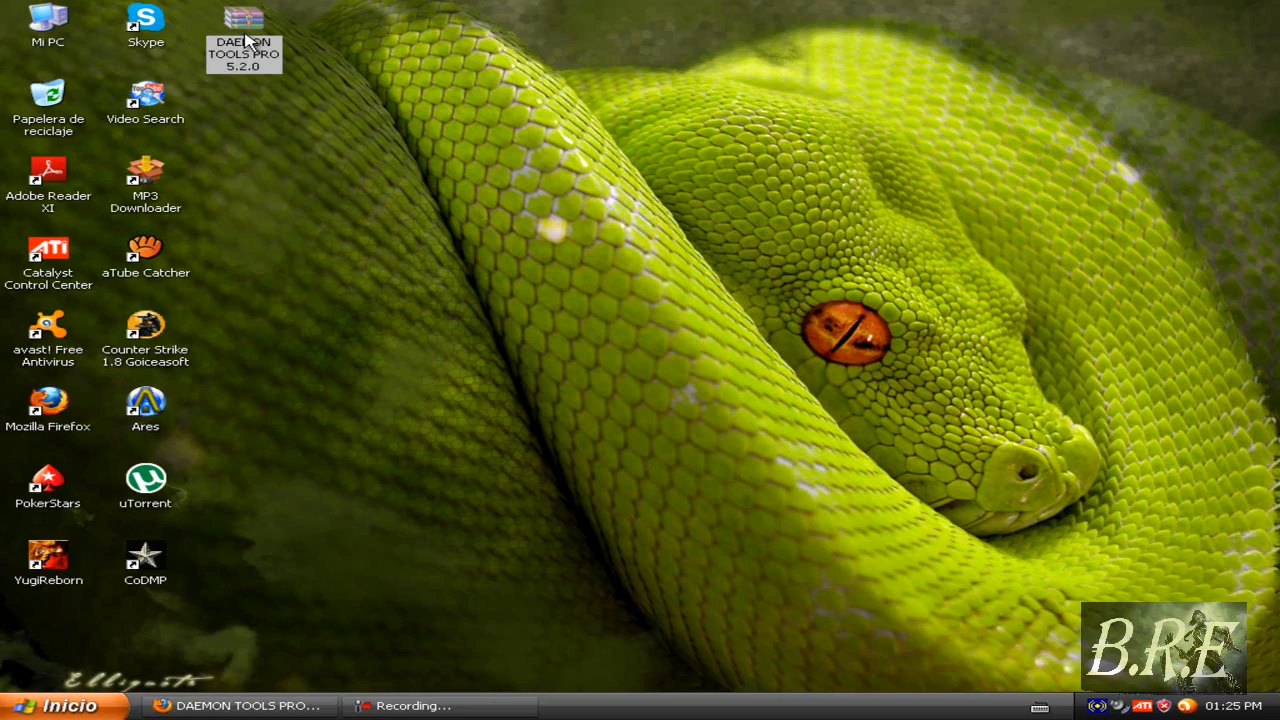 Mi PC
Skype
DAEMON
TOOLS PRO
5.2.0
Papelera de
reciclaje
Video Search
Adobe Reader
XI
MP3
Downloader
ATI
Catalyst
Control Center
aTube Catcher
avast! Free
Antivirus
Counter Strike
1.8 Goiceasoft
Mozilla Firefox
Ares
PokerStars
uTorrent
YugiReborn
CoDMP
B.R.E
Inicio
DAEMON TOOLS PRO...
Recording...
ATI
01:25 PM